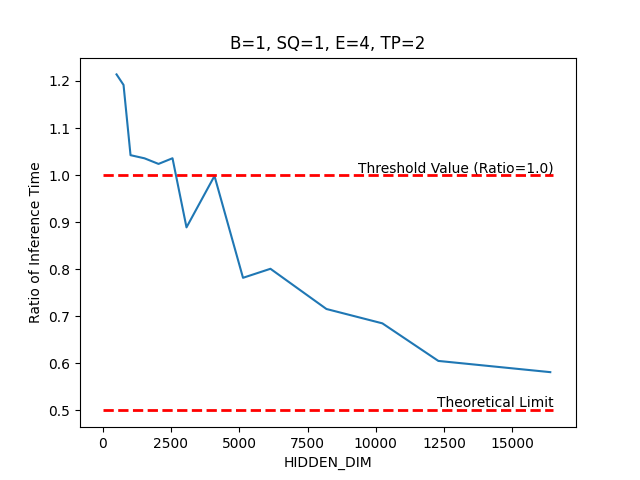 B=1, SQ=1, E=4, TP=2
Ratio of Inference Time
1.2
1.1
1.0
0.9
0.8
0.7
0.6
0.5
Threshold Value (Ratio=1.0)
Theoretical Limit
0 2500 5000 7500 10000 12500 15000
HIDDEN_DIM